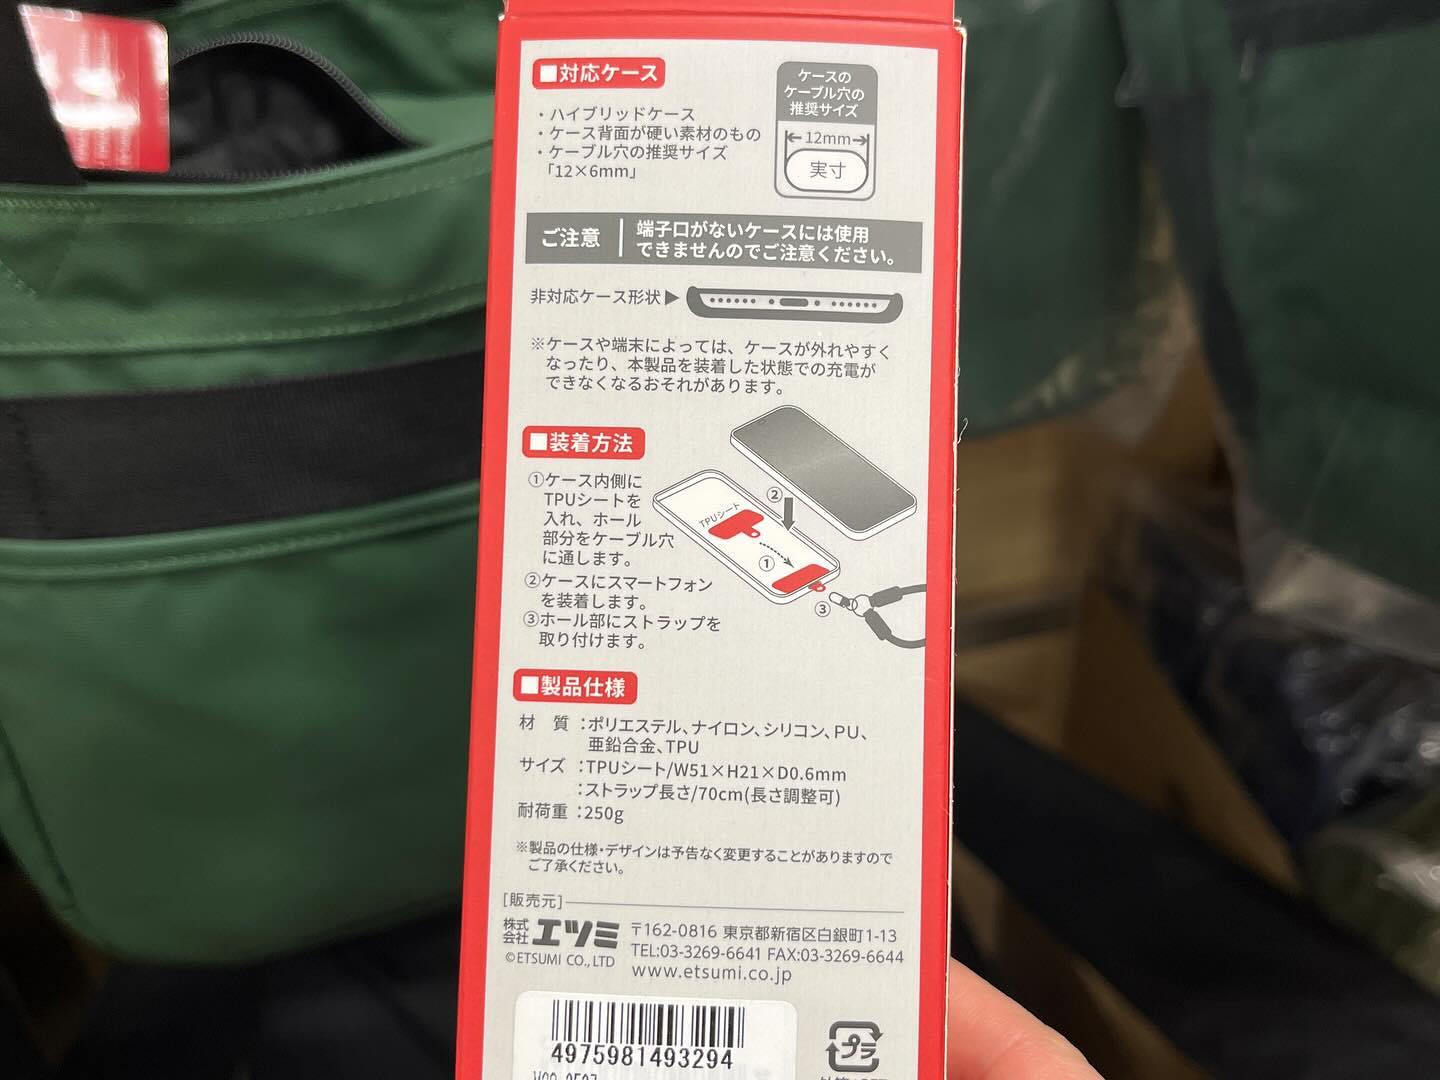 ■対応ケース
・ハイブリッドケース
・ケース背面が硬い素材のもの
・ケーブル穴の推奨サイズ
「12×6mm」
ケースの
ケーブル穴の
推奨サイズ
12mm
実寸
ご注意
端子口がないケースには使用
できませんのでご注意ください。
非対応ケース形状▶
※ケースや端末によっては、ケースが外れやすく
なったり、本製品を装着した状態での充電が
できなくなるおそれがあります。
■装着方法
①ケース内側に
TPUシートを
入れ、ホール
部分をケーブル穴
に通します。
②ケースにスマートフォン
を装着します。
③ホール部にストラップを
取り付けます。
TPUシート
②
①
③
■製品仕様
材 質:ポリエステル、ナイロン、シリコン、PU、
亜鉛合金、TPU
サイズ:TPUシート/W51×H21×D0.6mm
:ストラップ長さ/70cm(長さ調整可)
耐荷重:250g
※製品の仕様・デザインは予告なく変更することがありますので
ご了承ください。
[販売元]
株式会社 エツミ
©ETSUMI CO., LTD
〒162-0816 東京都新宿区白銀町1-13
TEL:03-3269-6641 FAX:03-3269-6644
www.etsumi.co.jp
4975981493294
プラ